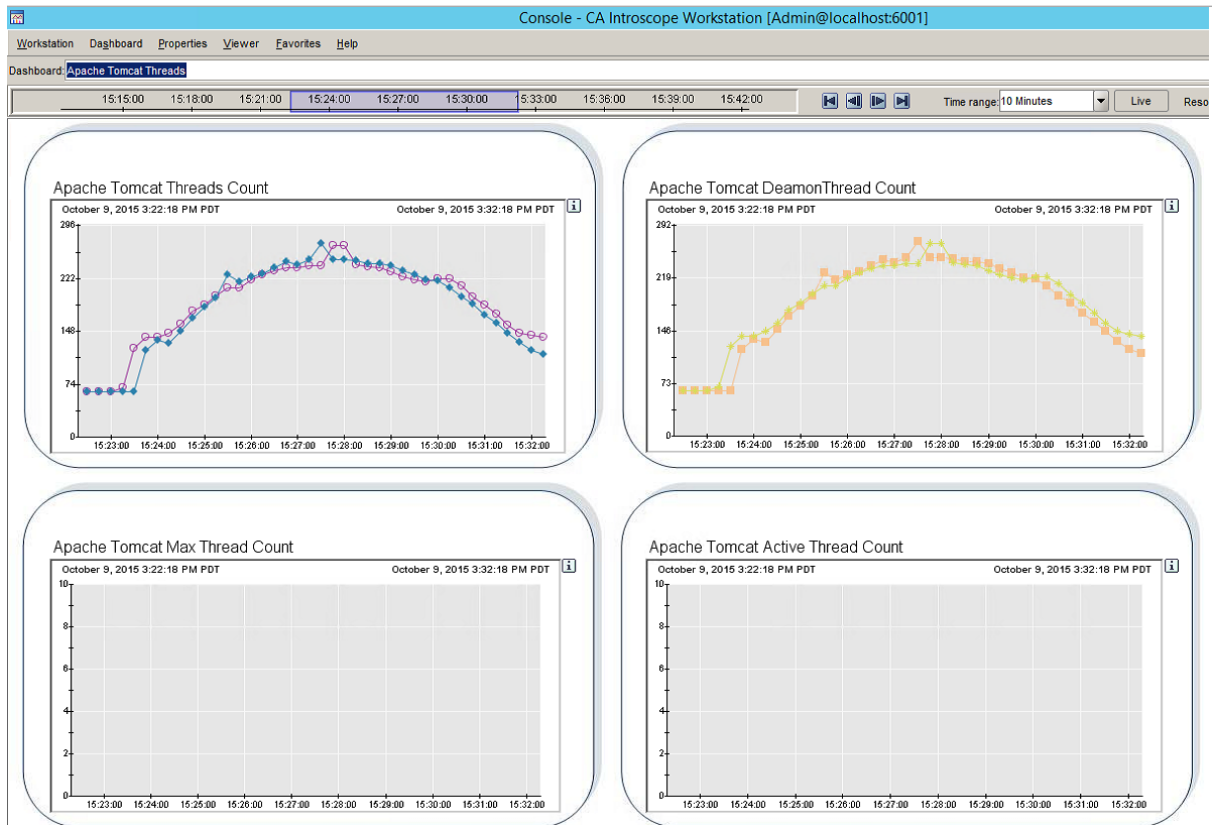 Console - CA Introscope Workstation [Admin@localhost:6001]
Workstation Dashboard Properties Viewer Favorites Help
Dashboard: Apache Tomcat Threads
15:15:00 15:18:00 15:21:00 15:24:00 15:27:00 15:30:00 15:33:00 15:36:00 15:39:00 15:42:00 Time range: 10 Minutes Live Reso
Apache Tomcat Threads Count
October 9, 2015 3:22:18 PM PDT October 9, 2015 3:32:18 PM PDT
296
222
148
74
0
15:23:00 15:24:00 15:25:00 15:26:00 15:27:00 15:28:00 15:29:00 15:30:00 15:31:00 15:32:00
Apache Tomcat DeamonThread Count
October 9, 2015 3:22:18 PM PDT October 9, 2015 3:32:18 PM PDT
292
219
146
73
0
15:23:00 15:24:00 15:25:00 15:26:00 15:27:00 15:28:00 15:29:00 15:30:00 15:31:00 15:32:00
Apache Tomcat Max Thread Count
October 9, 2015 3:22:18 PM PDT October 9, 2015 3:32:18 PM PDT
10
8
6
4
2
0
15:23:00 15:24:00 15:25:00 15:26:00 15:27:00 15:28:00 15:29:00 15:30:00 15:31:00 15:32:00
Apache Tomcat Active Thread Count
October 9, 2015 3:22:18 PM PDT October 9, 2015 3:32:18 PM PDT
10
8
6
4
2
0
15:23:00 15:24:00 15:25:00 15:26:00 15:27:00 15:28:00 15:29:00 15:30:00 15:31:00 15:32:00